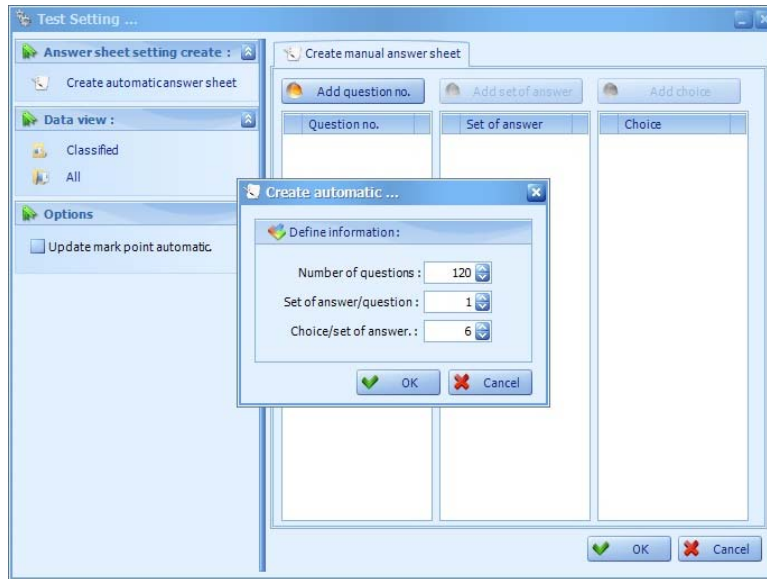 Test Setting ...
Answer sheet setting create :
Create automatic answer sheet
Data view :
Classified
All
Options
Update mark point automatic.
Create manual answer sheet
Add question no.
Add set of answer
Add choice
Question no.
Set of answer
Choice
Create automatic ...
Define information :
Number of questions : 120
Set of answer/question : 1
Choice/set of answer. : 6
OK
Cancel
OK
Cancel